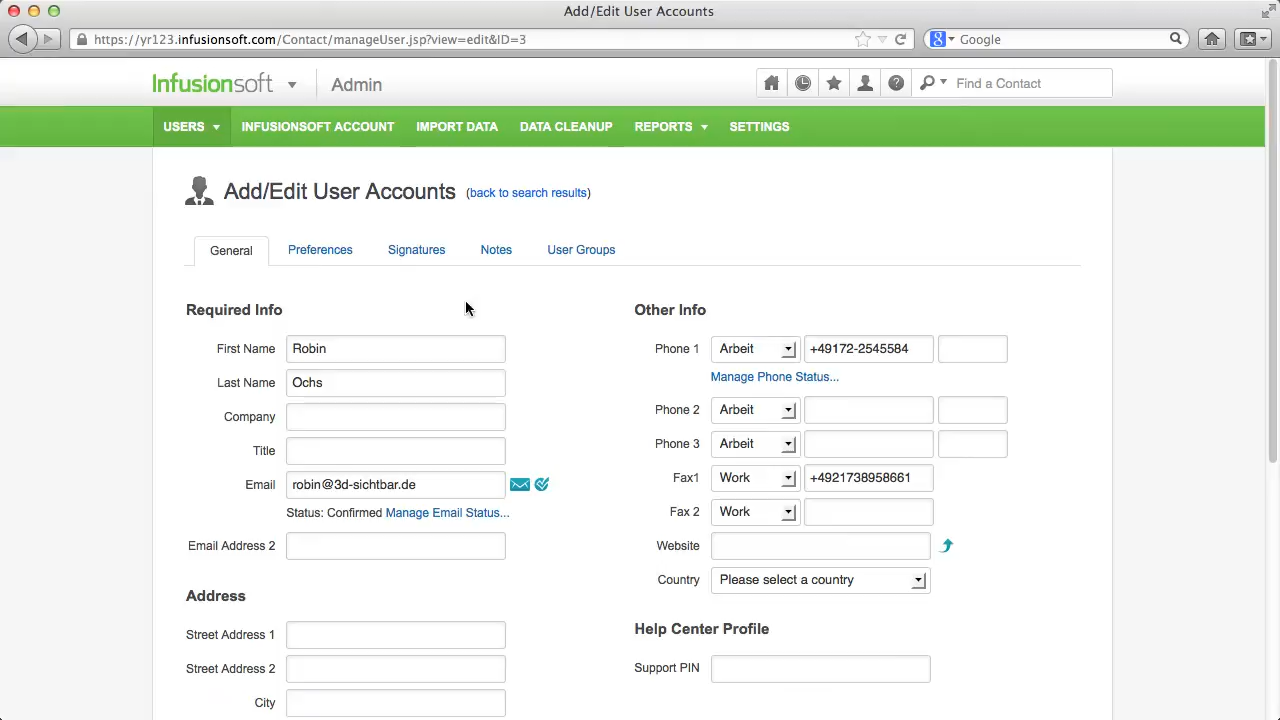 Add/Edit User Accounts
https://yr123.infusionsoft.com/Contact/manageUser.jsp?view=edit&ID=3
Google
Infusionsoft
Admin
Find a Contact
USERS
INFUSIONSOFT ACCOUNT
IMPORT DATA
DATA CLEANUP
REPORTS
SETTINGS
Add/Edit User Accounts (back to search results)
General
Preferences
Signatures
Notes
User Groups
Required Info
First Name Robin
Last Name Ochs
Company
Title
Email robin@3d-sichtbar.de
Status: Confirmed Manage Email Status...
Email Address 2
Address
Street Address 1
Street Address 2
City
Other Info
Phone 1 Arbeit +49172-2545584
Manage Phone Status...
Phone 2 Arbeit
Phone 3 Arbeit
Fax1 Work +4921738958661
Fax 2 Work
Website
Country Please select a country
Help Center Profile
Support PIN